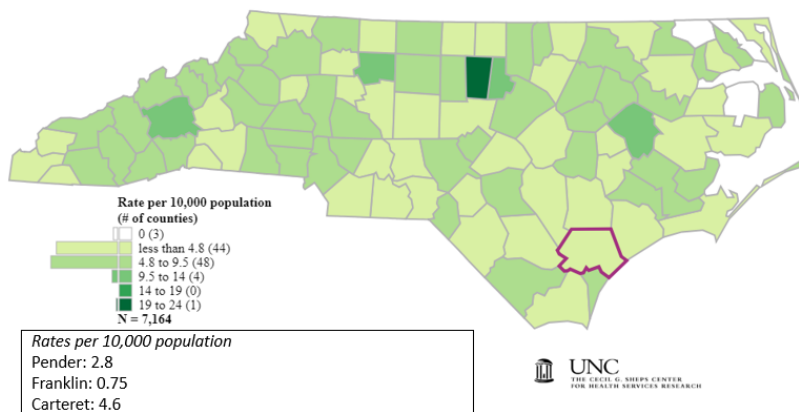 Rate per 10,000 population
(# of counties)
0 (3)
less than 4.8 (44)
4.8 to 9.5 (48)
9.5 to 14 (4)
14 to 19 (0)
19 to 24 (1)
N = 7,164
Rates per 10,000 population
Pender: 2.8
Franklin: 0.75
Carteret: 4.6
UNC
THE CECIL G. SHEPS CENTER
FOR HEALTH SERVICES RESEARCH